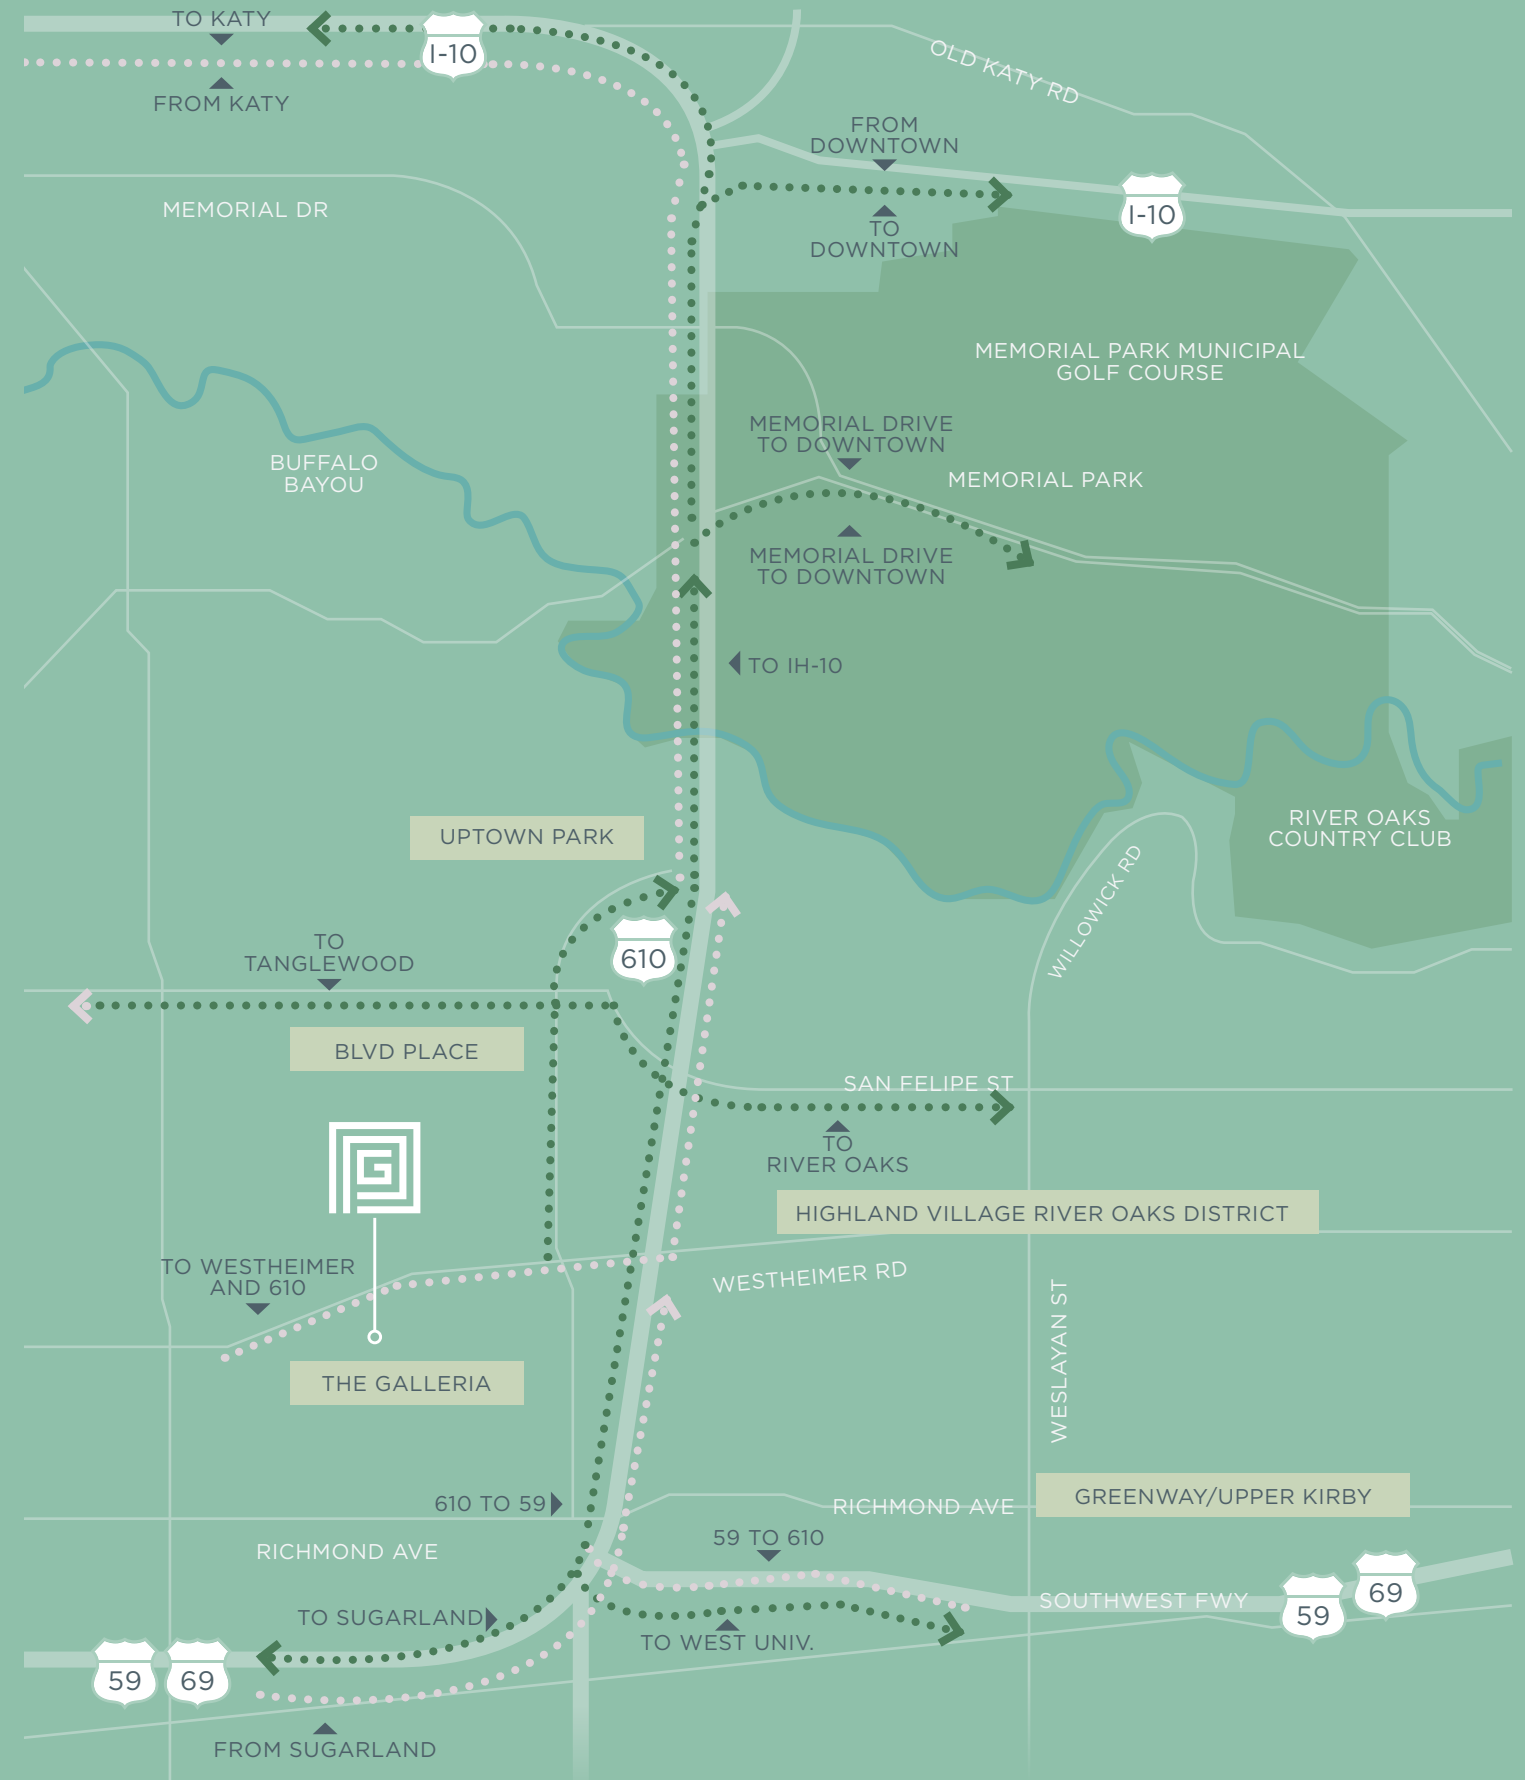 TO KATY
I-10
FROM KATY
OLD KATY RD
FROM
DOWNTOWN
I-10
TO
DOWNTOWN
MEMORIAL DR
MEMORIAL PARK MUNICIPAL
GOLF COURSE
MEMORIAL DRIVE
TO DOWNTOWN
BUFFALO
BAYOU
MEMORIAL PARK
MEMORIAL DRIVE
TO DOWNTOWN
TO IH-10
UPTOWN PARK
RIVER OAKS
COUNTRY CLUB
WILLOWICK RD
610
TO
TANGLEWOOD
BLVD PLACE
SAN FELIPE ST
TO
RIVER OAKS
HIGHLAND VILLAGE RIVER OAKS DISTRICT
TO WESTHEIMER
AND 610
WESTHEIMER RD
WESLAYAN ST
THE GALLERIA
610 TO 59
RICHMOND AVE
GREENWAY/UPPER KIRBY
59 TO 610
RICHMOND AVE
TO SUGARLAND
SOUTHWEST FWY
59
69
TO WEST UNIV.
59
69
FROM SUGARLAND